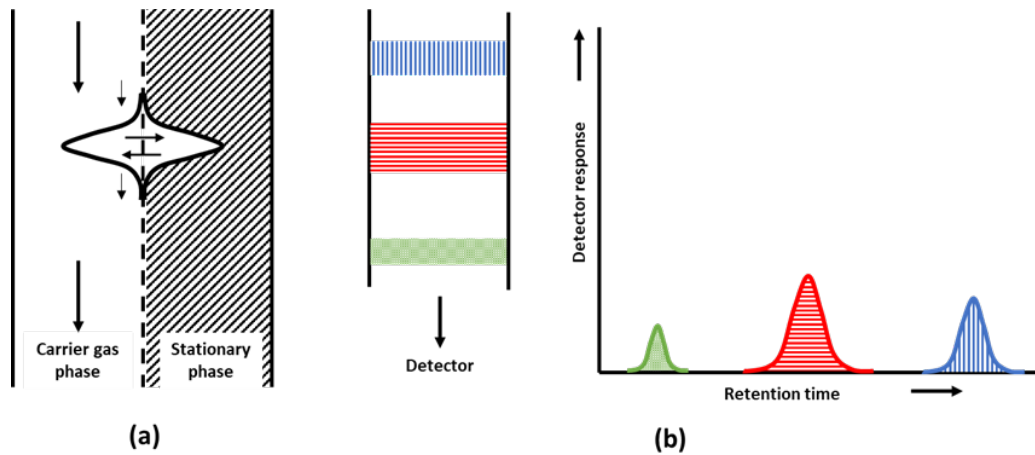 Carrier gas
phase
Stationary
phase
(a)
Detector
Detector response
Retention time
(b)